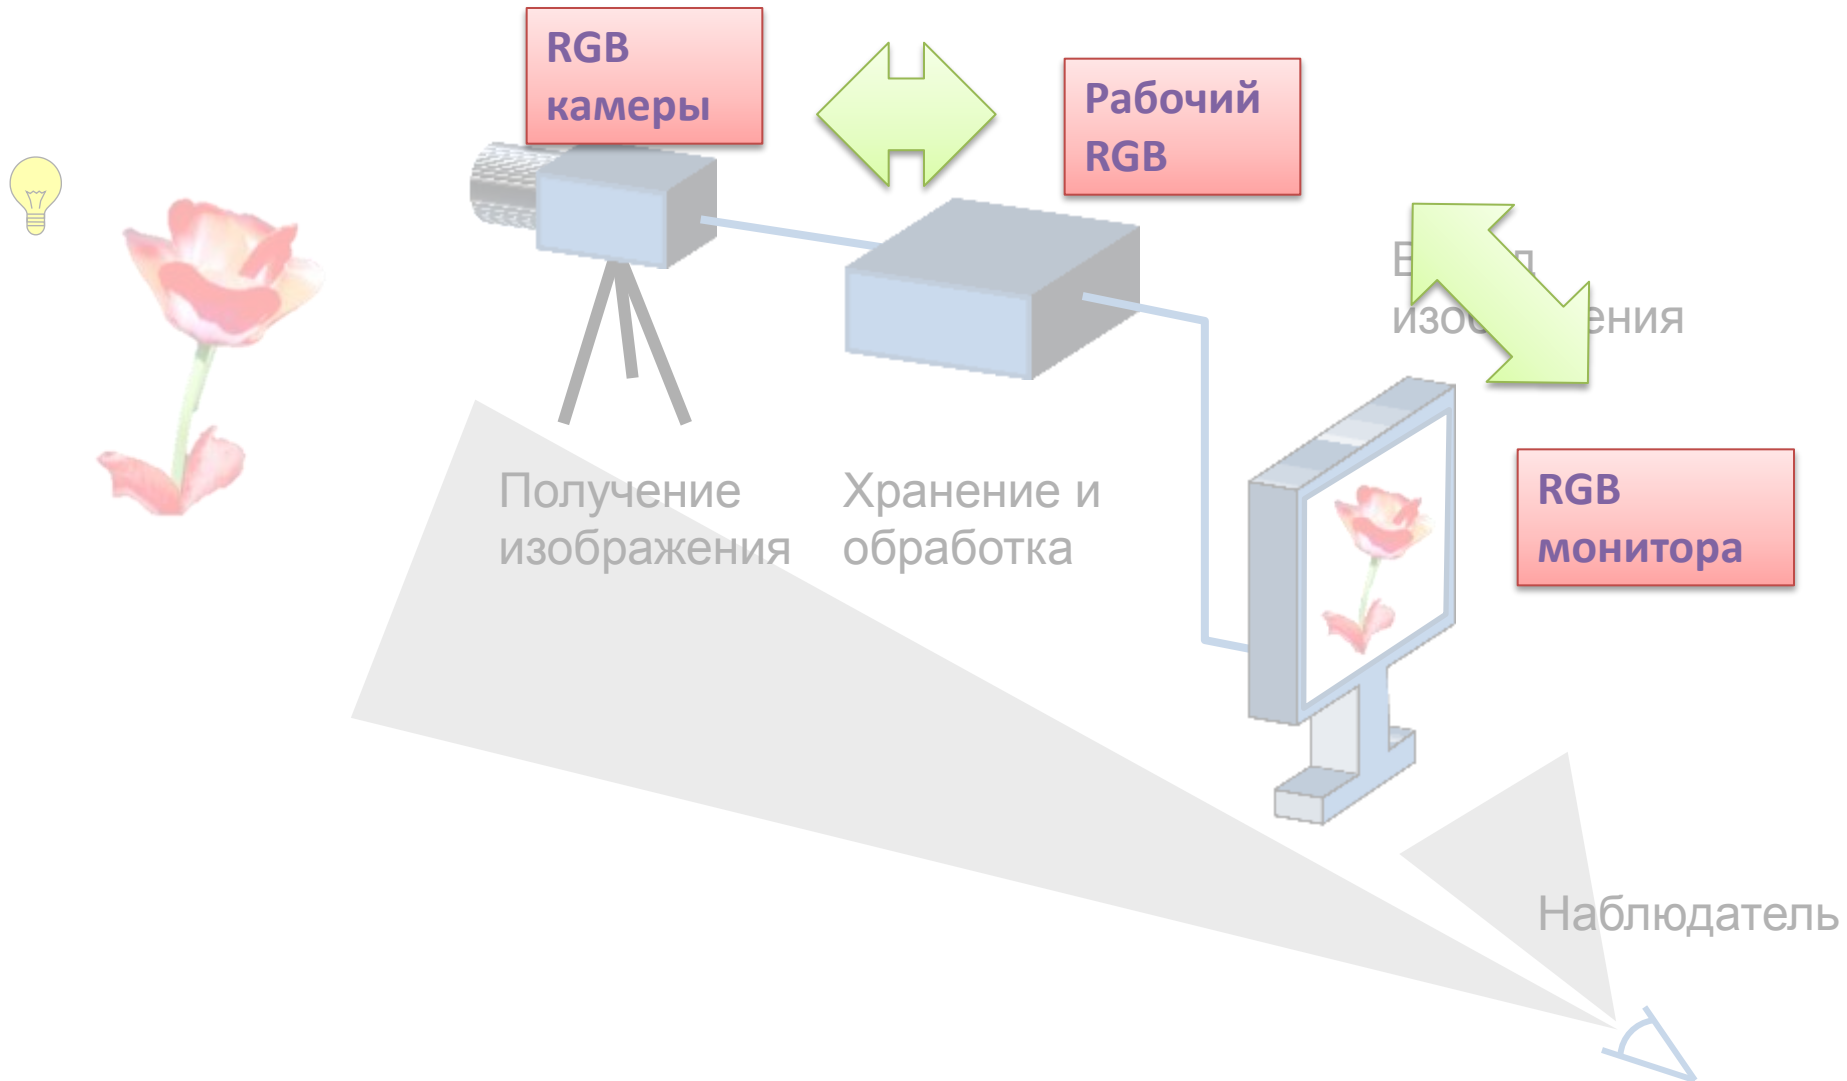 RGB
камеры
Рабочий
RGB
Получение
изображения
Хранение и
обработка
RGB
монитора
Наблюдатель